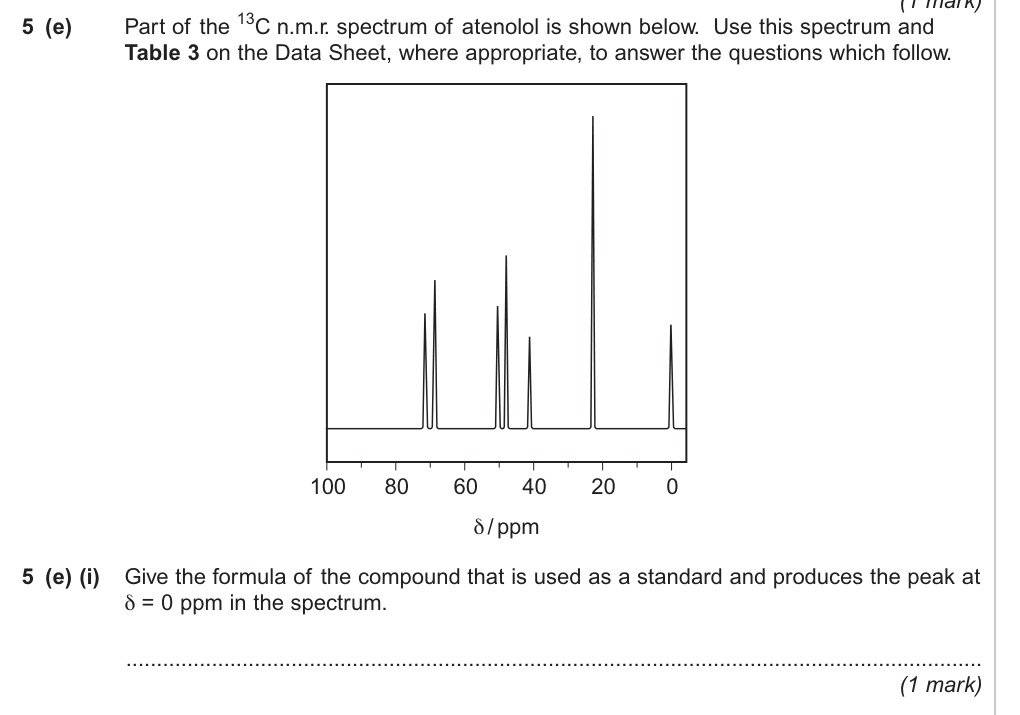 (1 mark)
5 (e) Part of the ¹³C n.m.r. spectrum of atenolol is shown below. Use this spectrum and
Table 3 on the Data Sheet, where appropriate, to answer the questions which follow.
100 80 60 40 20 0
δ/ppm
5 (e) (i) Give the formula of the compound that is used as a standard and produces the peak at
δ = 0 ppm in the spectrum.
(1 mark)